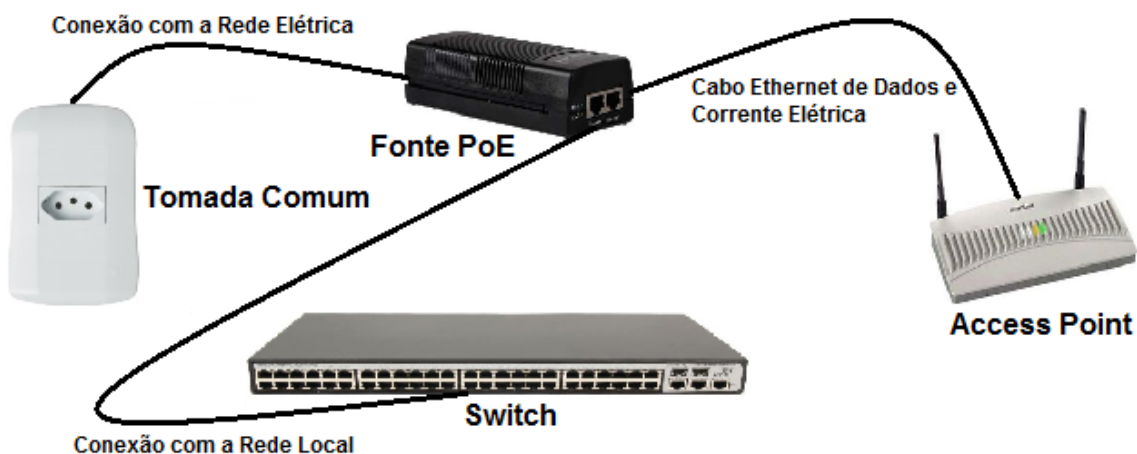 Conexão com a Rede Elétrica
Cabo Ethernet de Dados e
Corrente Elétrica
Fonte PoE
Tomada Comum
Access Point
Switch
Conexão com a Rede Local